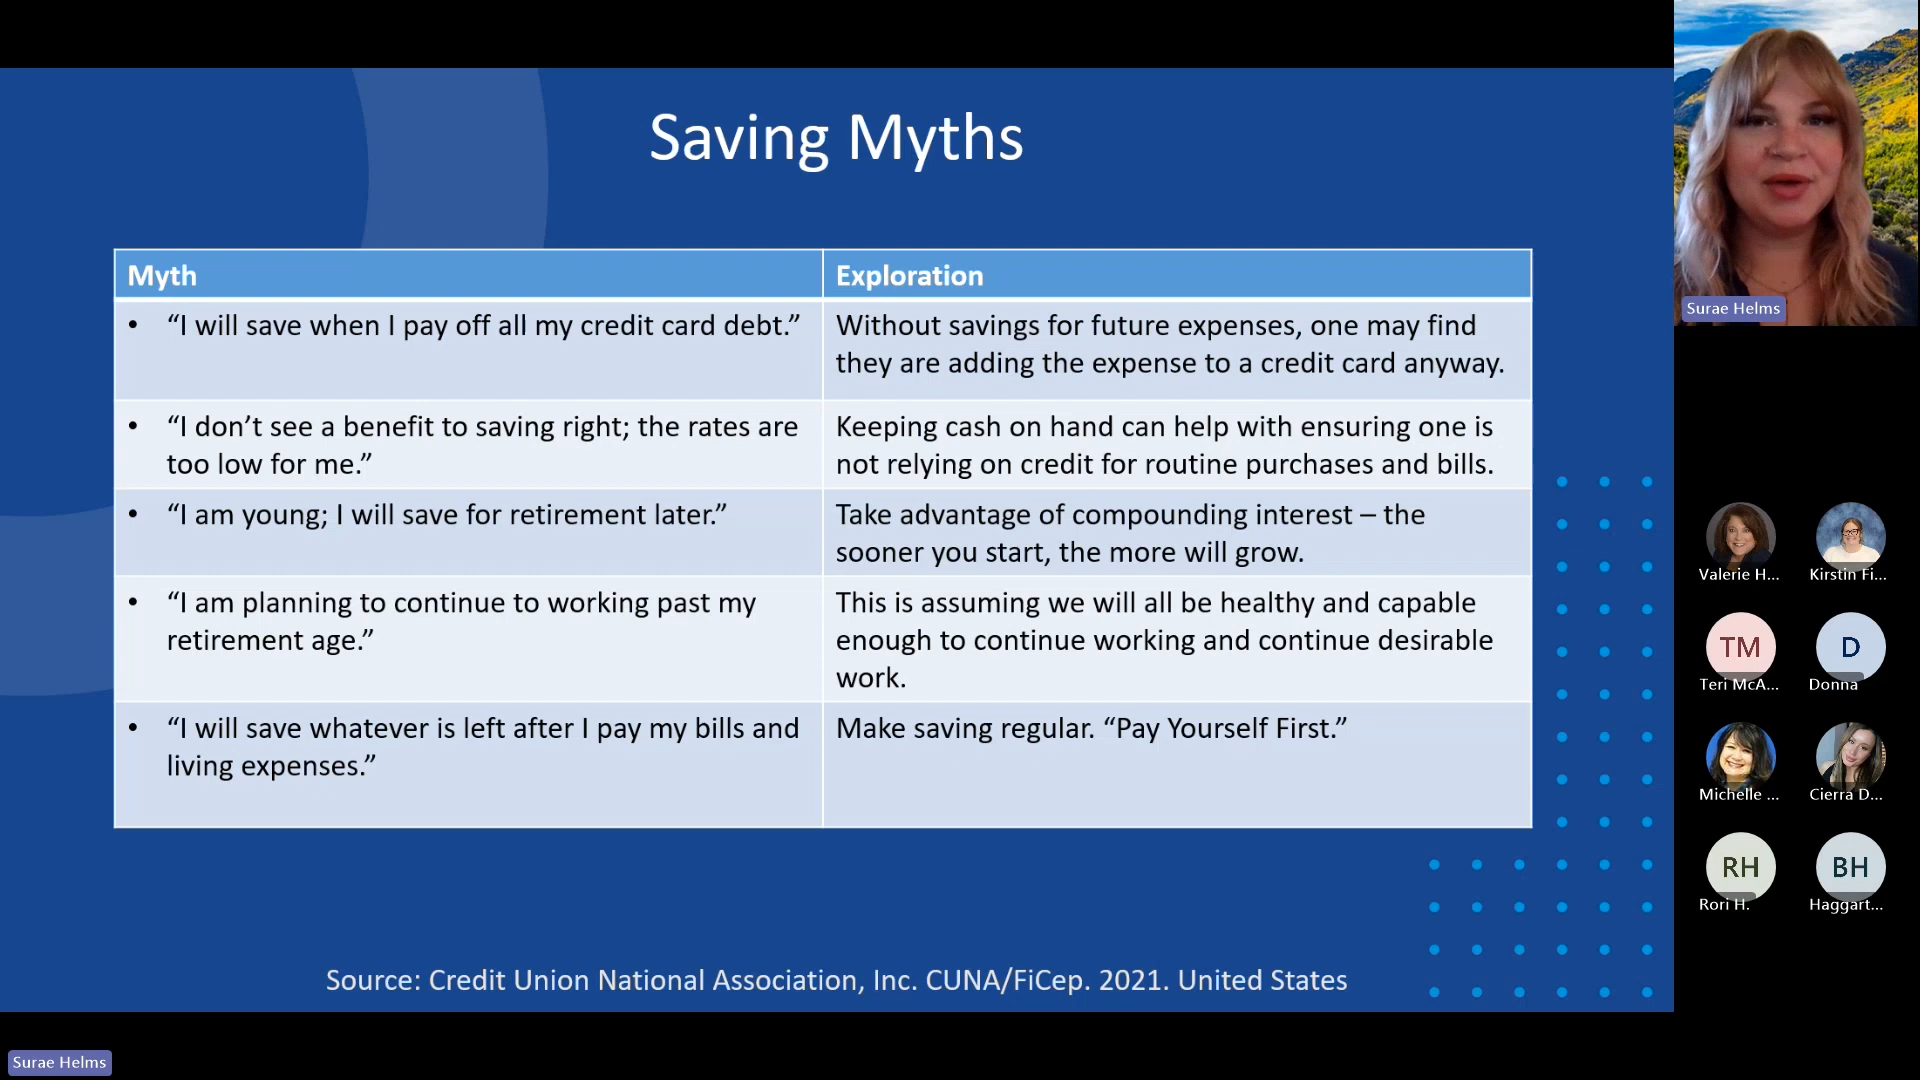 Saving Myths
Myth
Exploration
• “I will save when I pay off all my credit card debt.”
Without savings for future expenses, one may find
they are adding the expense to a credit card anyway.
• “I don’t see a benefit to saving right; the rates are
too low for me.”
Keeping cash on hand can help with ensuring one is
not relying on credit for routine purchases and bills.
• “I am young; I will save for retirement later.”
Take advantage of compounding interest – the
sooner you start, the more will grow.
• “I am planning to continue to working past my
retirement age.”
This is assuming we will all be healthy and capable
enough to continue working and continue desirable
work.
• “I will save whatever is left after I pay my bills and
living expenses.”
Make saving regular. “Pay Yourself First.”
Source: Credit Union National Association, Inc. CUNA/FiCep. 2021. United States
Surae Helms
Surae Helms
Valerie H...
Kirstin Fi...
TM
Teri McA...
D
Donna
Michelle ...
Cierra D...
RH
Rori H.
BH
Haggart...